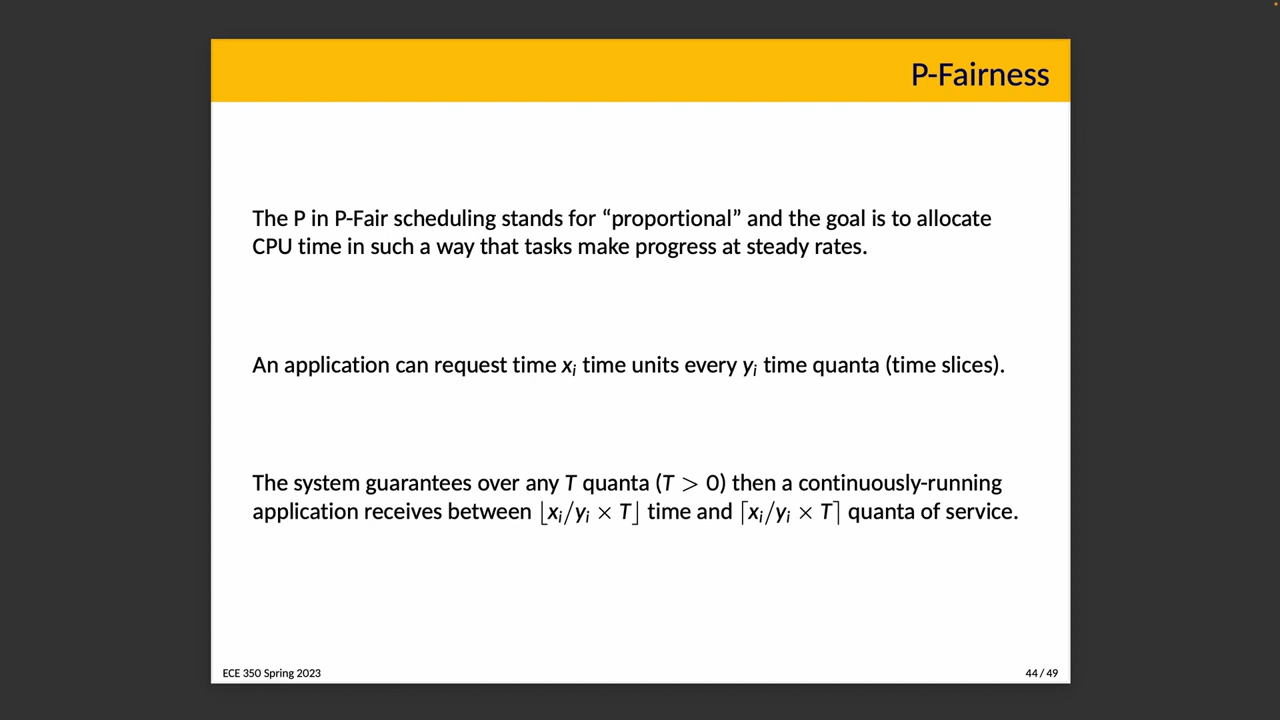 P-Fairness
The P in P-Fair scheduling stands for “proportional” and the goal is to allocate
CPU time in such a way that tasks make progress at steady rates.
An application can request time xᵢ time units every yᵢ time quanta (time slices).
The system guarantees over any T quanta (T > 0) then a continuously-running
application receives between ⌊xᵢ/yᵢ × T⌋ time and ⌈xᵢ/yᵢ × T⌉ quanta of service.
ECE 350 Spring 2023
44 / 49